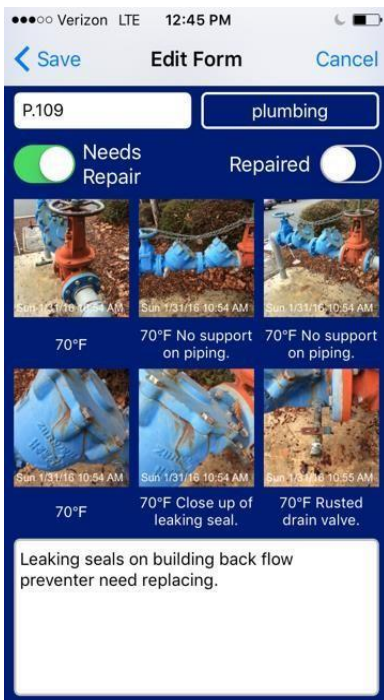 Verizon LTE 12:45 PM
Save Edit Form Cancel
P.109 plumbing
Needs
Repair
Repaired
Sun 1/31/16 10:54 AM Sun 1/31/16 10:54 AM Sun 1/31/16 10:54 AM
70°F
70°F No support
on piping.
70°F No support
on piping.
Sun 1/31/16 10:54 AM Sun 1/31/16 10:54 AM Sun 1/31/16 10:55 AM
70°F
70°F Close up of
leaking seal.
70°F Rusted
drain valve.
Leaking seals on building back flow
preventer need replacing.